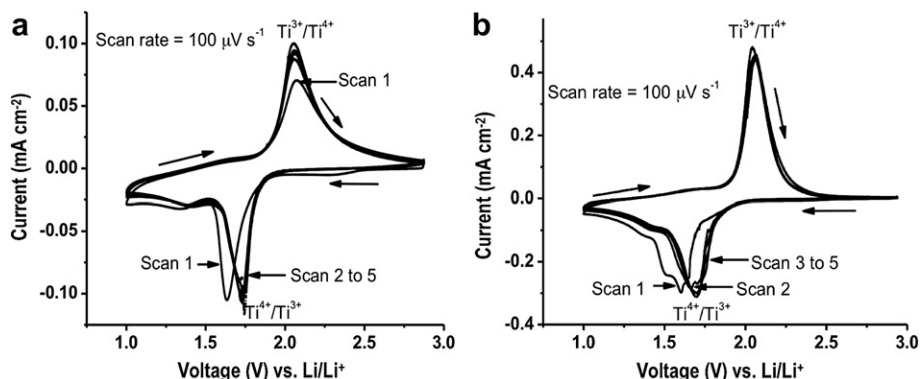 a
Scan rate = 100 μV s⁻¹
Ti³⁺/Ti⁴⁺
Scan 1
Scan 1
Scan 2 to 5
Ti⁴⁺/Ti³⁺
0.10
0.05
0.00
-0.05
-0.10
Current (mA cm⁻²)
1.0 1.5 2.0 2.5 3.0
Voltage (V) vs. Li/Li⁺
b
Ti³⁺/Ti⁴⁺
Scan rate = 100 μV s⁻¹
Scan 3 to 5
Scan 1
Scan 2
Ti⁴⁺/Ti³⁺
0.4
0.2
0.0
-0.2
-0.4
Current (mA cm⁻²)
1.0 1.5 2.0 2.5 3.0
Voltage (V) vs. Li/Li⁺